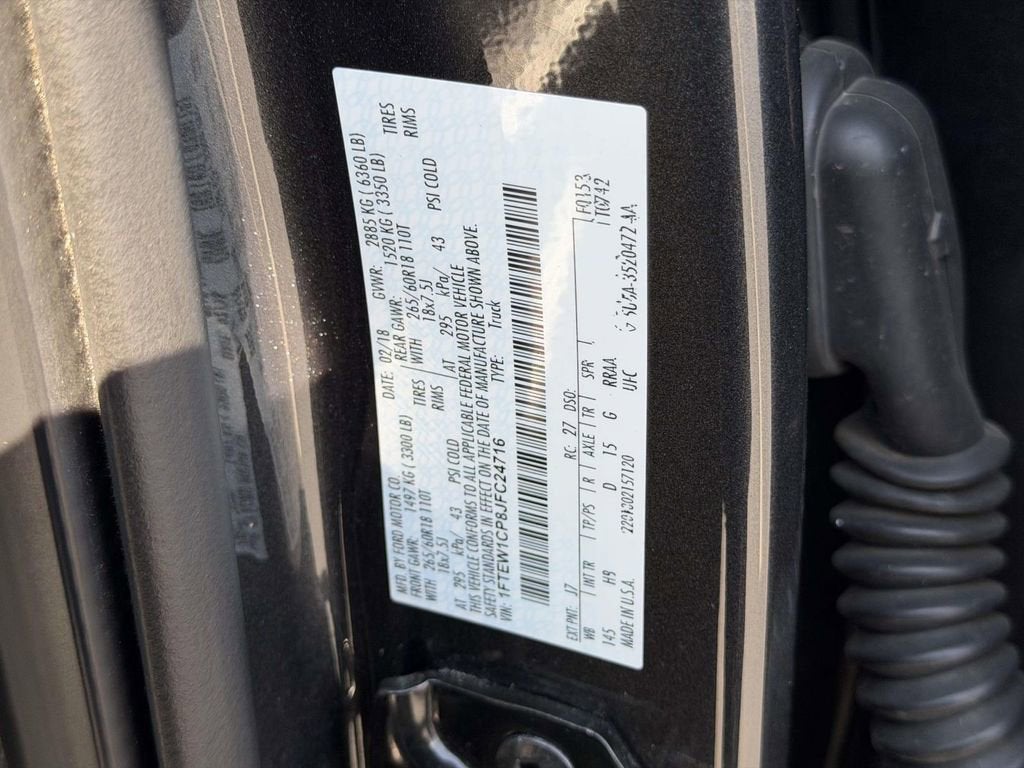 MFD. BY FORD MOTOR CO.
DATE: 02/18 GVWR: 2885 KG ( 6360 LB)
FRONT GAWR: 1497 KG ( 3300 LB) REAR GAWR: 1520 KG ( 3350 LB)
WITH 265/60R18 110T TIRES WITH 265/60R18 110T TIRES
18x7.5J RIMS 18x7.5J RIMS
AT 295 kPa/ 43 PSI COLD AT 295 kPa/ 43 PSI COLD
THIS VEHICLE CONFORMS TO ALL APPLICABLE FEDERAL MOTOR VEHICLE
SAFETY STANDARDS IN EFFECT ON THE DATE OF MANUFACTURE SHOWN ABOVE.
VIN: 1FTEW1CP8JFC24716 TYPE: Truck
F0153
EXT PNT: J7 RC: 27 DSO: 1T0742
WB INT TR TP/PS R AXLE TR SPR
145 H9 D 15 G RRAA
MADE IN U.S.A. UHC